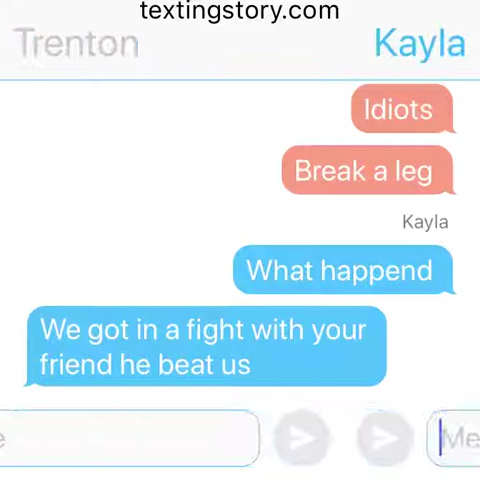 textingstory.com
Trenton Kayla
Idiots
Break a leg
Kayla
What happend
We got in a fight with your
friend he beat us
e Me